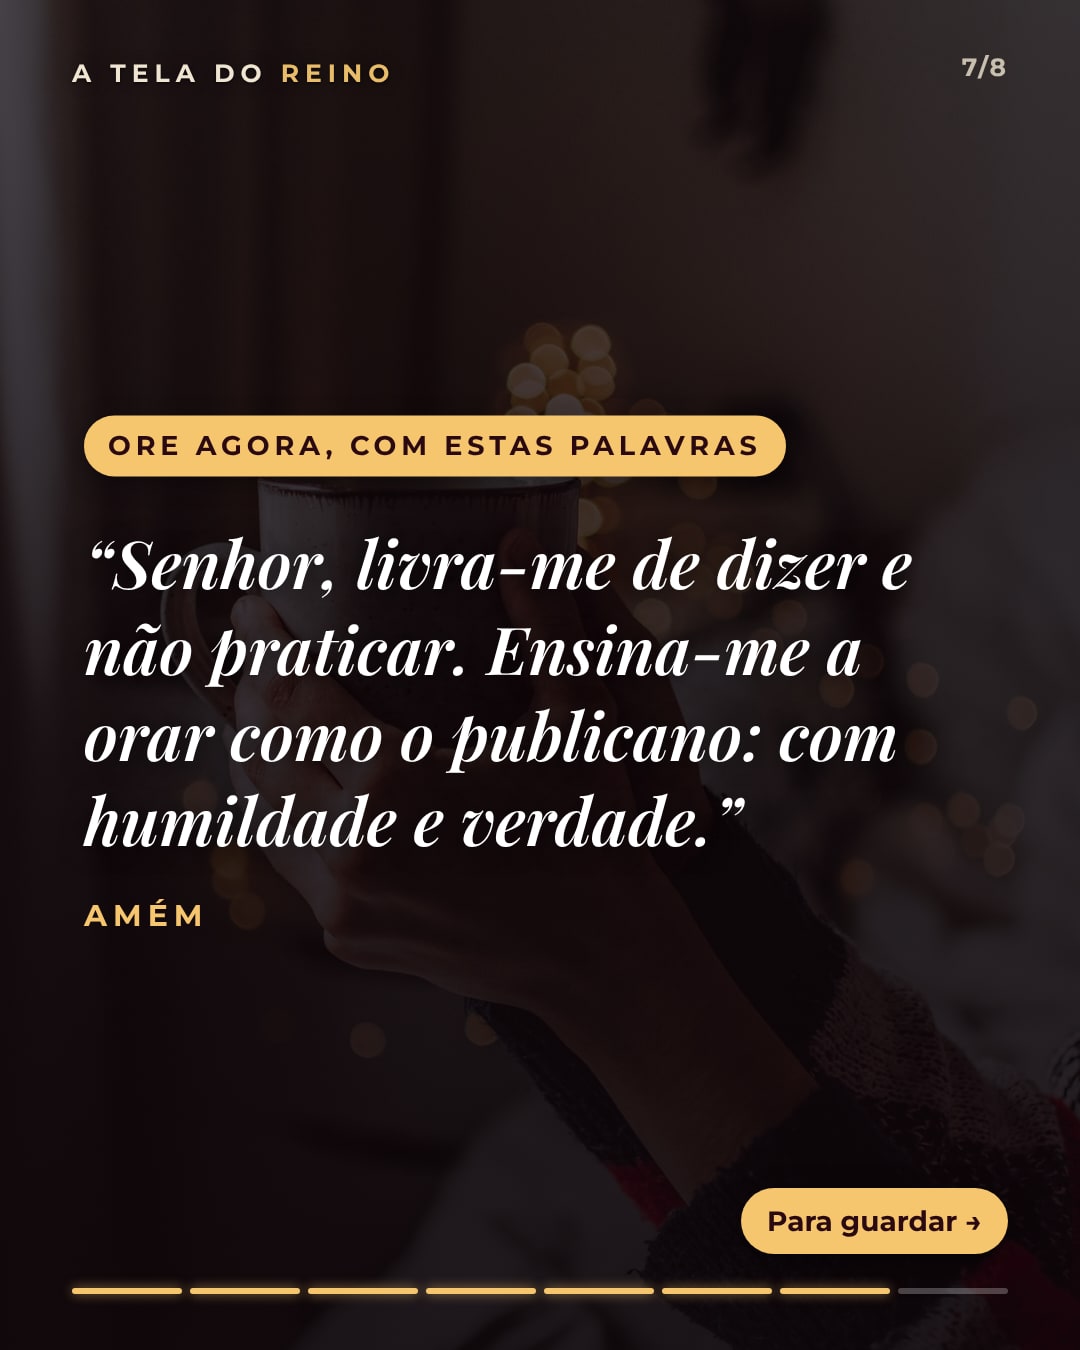 A TELA DO REINO
7/8
ORE AGORA, COM ESTAS PALAVRAS
“Senhor, livra-me de dizer e
não praticar. Ensina-me a
orar como o publicano: com
humildade e verdade.”
AMÉM
Para guardar →